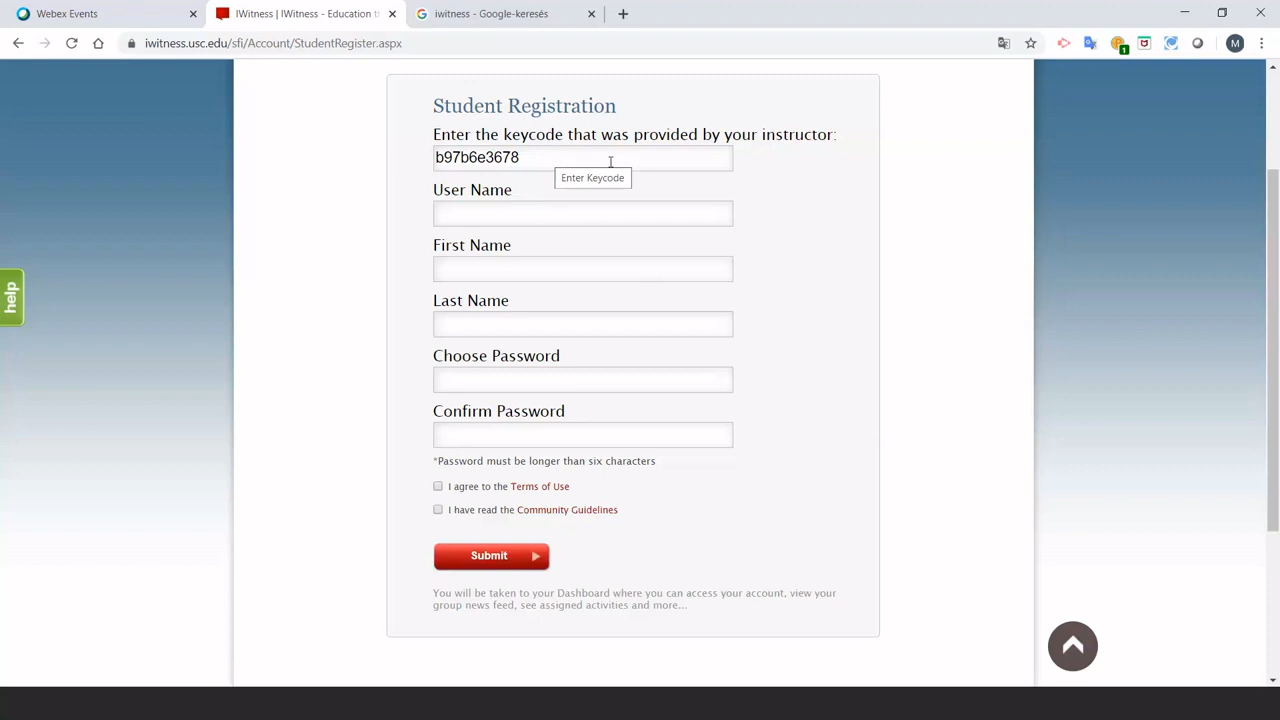 Webex Events
IWitness | IWitness - Education t
iwitness - Google-keresés
iwitness.usc.edu/sfi/Account/StudentRegister.aspx
1
M
Student Registration
Enter the keycode that was provided by your instructor:
b97b6e3678
Enter Keycode
User Name
First Name
help
Last Name
Choose Password
Confirm Password
*Password must be longer than six characters
I agree to the Terms of Use
I have read the Community Guidelines
Submit
You will be taken to your Dashboard where you can access your account, view your
group news feed, see assigned activities and more...